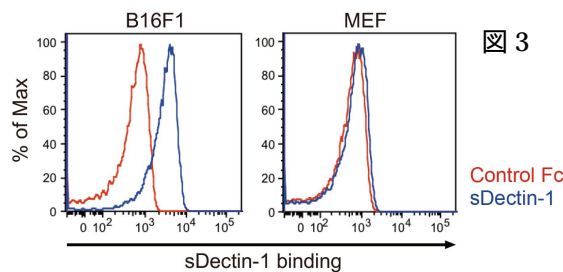 B16F1
MEF
図 3
% of Max
100
80
60
40
20
0
0 10² 10³ 10⁴ 10⁵
100
80
60
40
20
0
0 10² 10³ 10⁴ 10⁵
Control Fc
sDectin-1
sDectin-1 binding